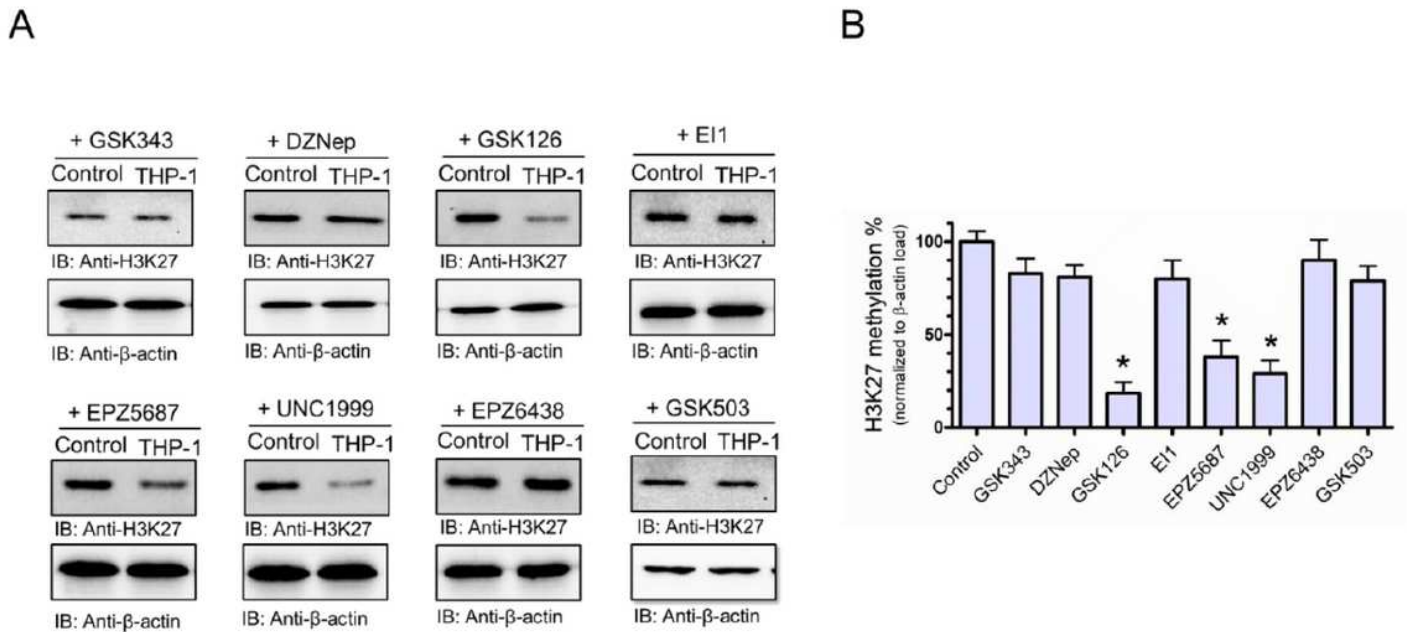 A
B
+ GSK343
Control THP-1
IB: Anti-H3K27
IB: Anti-β-actin
+ DZNep
Control THP-1
IB: Anti-H3K27
IB: Anti-β-actin
+ GSK126
Control THP-1
IB: Anti-H3K27
IB: Anti-β-actin
+ EI1
Control THP-1
IB: Anti-H3K27
IB: Anti-β-actin
+ EPZ5687
Control THP-1
IB: Anti-H3K27
IB: Anti-β-actin
+ UNC1999
Control THP-1
IB: Anti-H3K27
IB: Anti-β-actin
+ EPZ6438
Control THP-1
IB: Anti-H3K27
IB: Anti-β-actin
+ GSK503
Control THP-1
IB: Anti-H3K27
IB: Anti-β-actin
H3K27 methylation %
(normalized to β-actin load)
100
50
0
* * *
Control
GSK343
DZNep
GSK126
EI1
EPZ5687
UNC1999
EPZ6438
GSK503